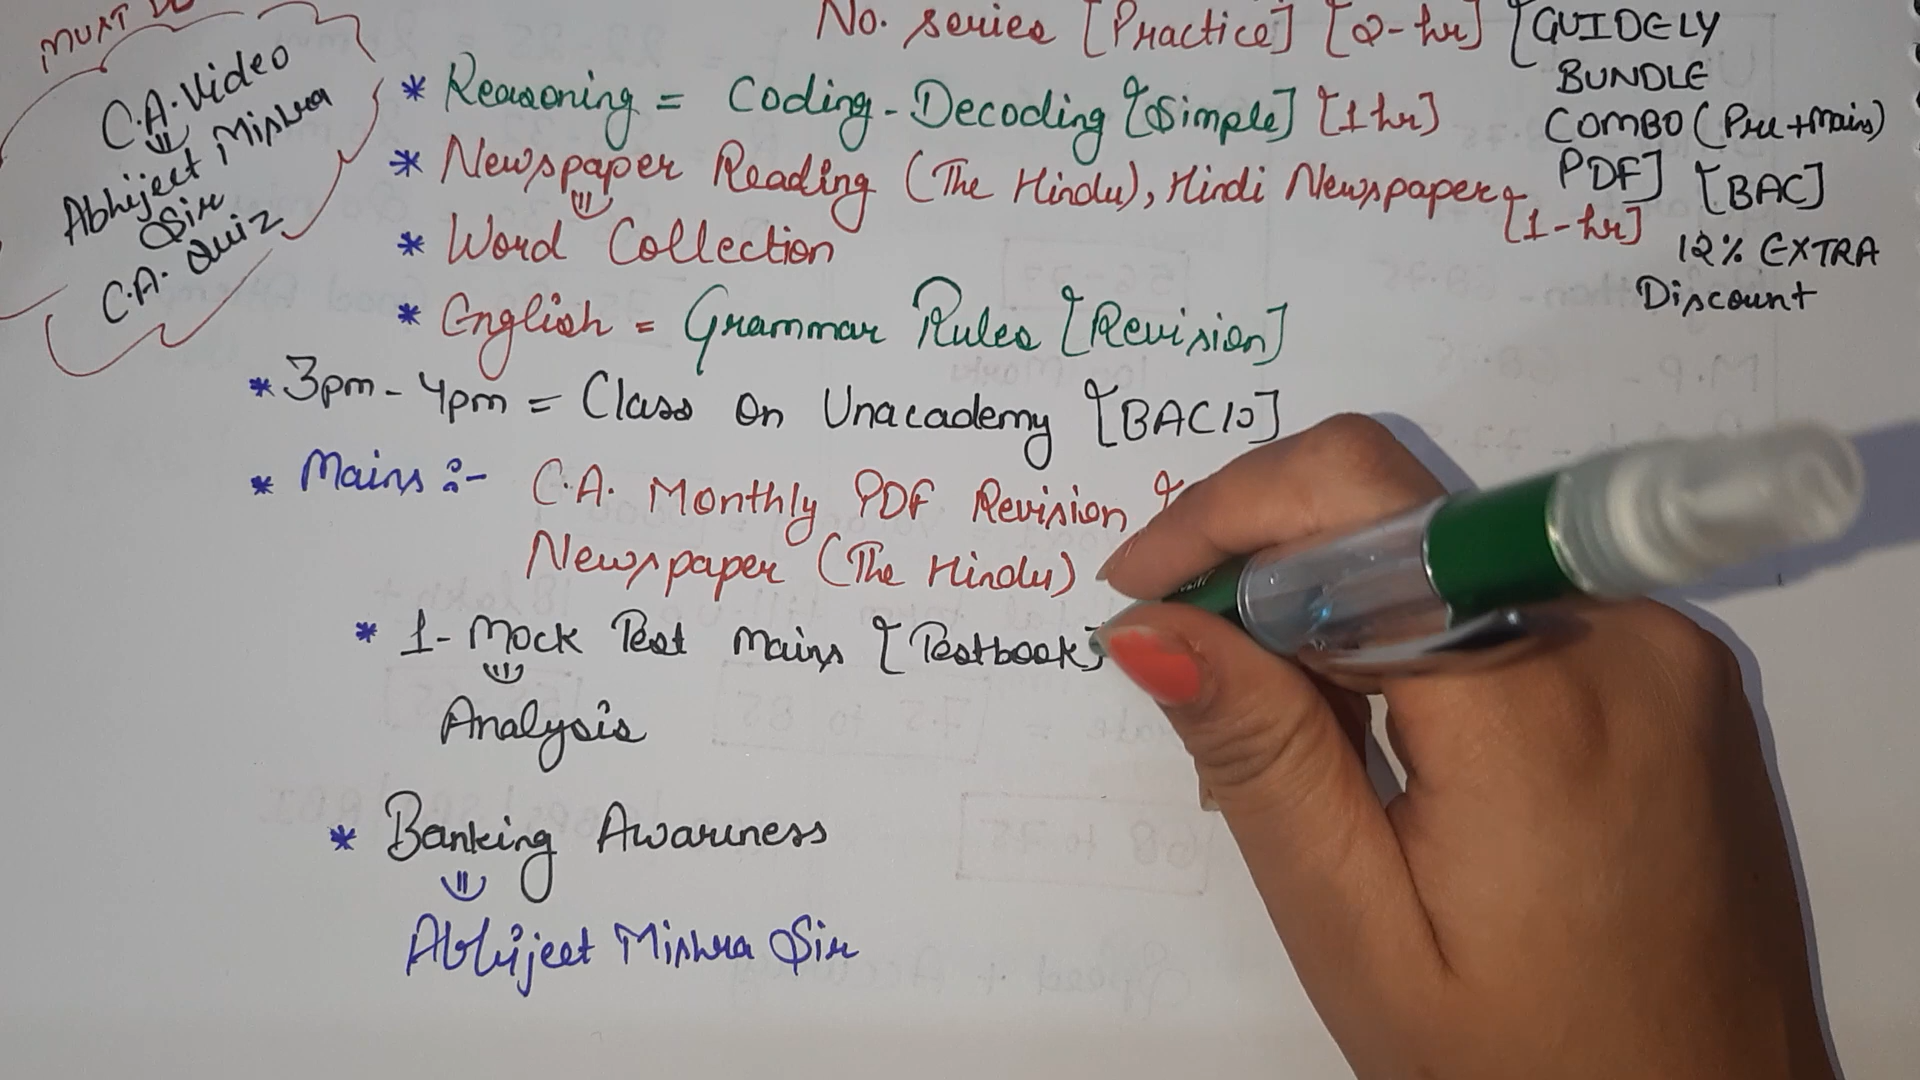 MUST DO
C.A. Video
Abhijeet Mishra
Sir
C.A. Quiz
No. series [Practice] [2-hr] [GUIDELY
BUNDLE
COMBO (Pre+Mains)
PDF] [BAC]
12% EXTRA
Discount
* Reasoning = Coding-Decoding [Simple] [1hr]
* Newspaper Reading (The Hindu), Hindi Newspaper [1-hr]
* Word Collection
* English = Grammar Rules [Revision]
* 3pm-4pm = Class on Unacademy [BAC10]
* Mains :- C.A. Monthly PDF Revision
Newspaper (The Hindu)
* 1-Mock Test Mains [Testbook]
Analysis
* Banking Awareness
Abhijeet Mishra Sir